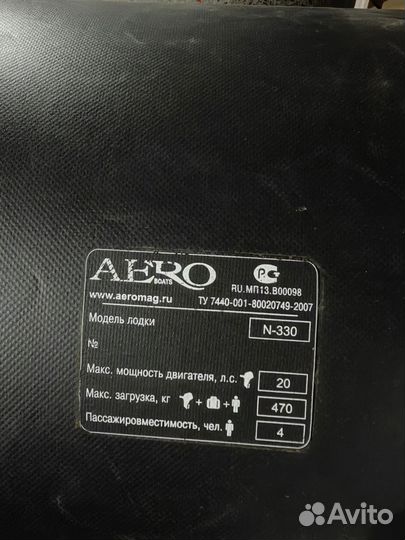 AERO
BOATS
www.aeromag.ru
RU.МП13.В00098
ТУ 7440-001-80020749-2007
Модель лодки N-330
№
Макс. мощность двигателя, л.с. 20
Макс. загрузка, кг + + 470
Пассажировместимость, чел. 4
Avito